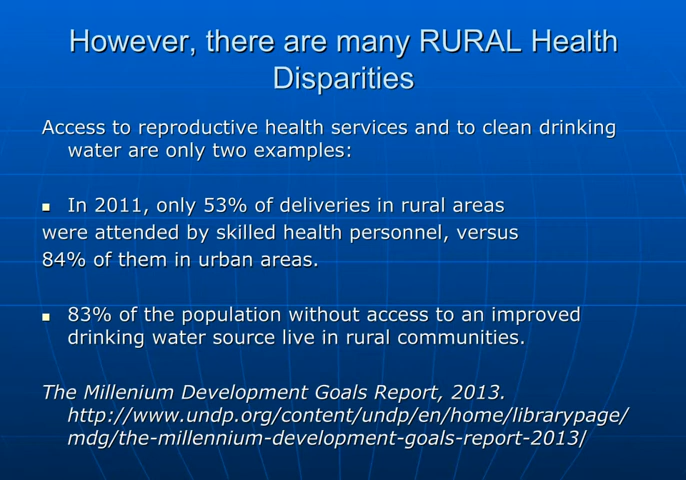 However, there are many RURAL Health
Disparities
Access to reproductive health services and to clean drinking
water are only two examples:
In 2011, only 53% of deliveries in rural areas
were attended by skilled health personnel, versus
84% of them in urban areas.
83% of the population without access to an improved
drinking water source live in rural communities.
The Millenium Development Goals Report, 2013.
http://www.undp.org/content/undp/en/home/librarypage/
mdg/the-millennium-development-goals-report-2013/